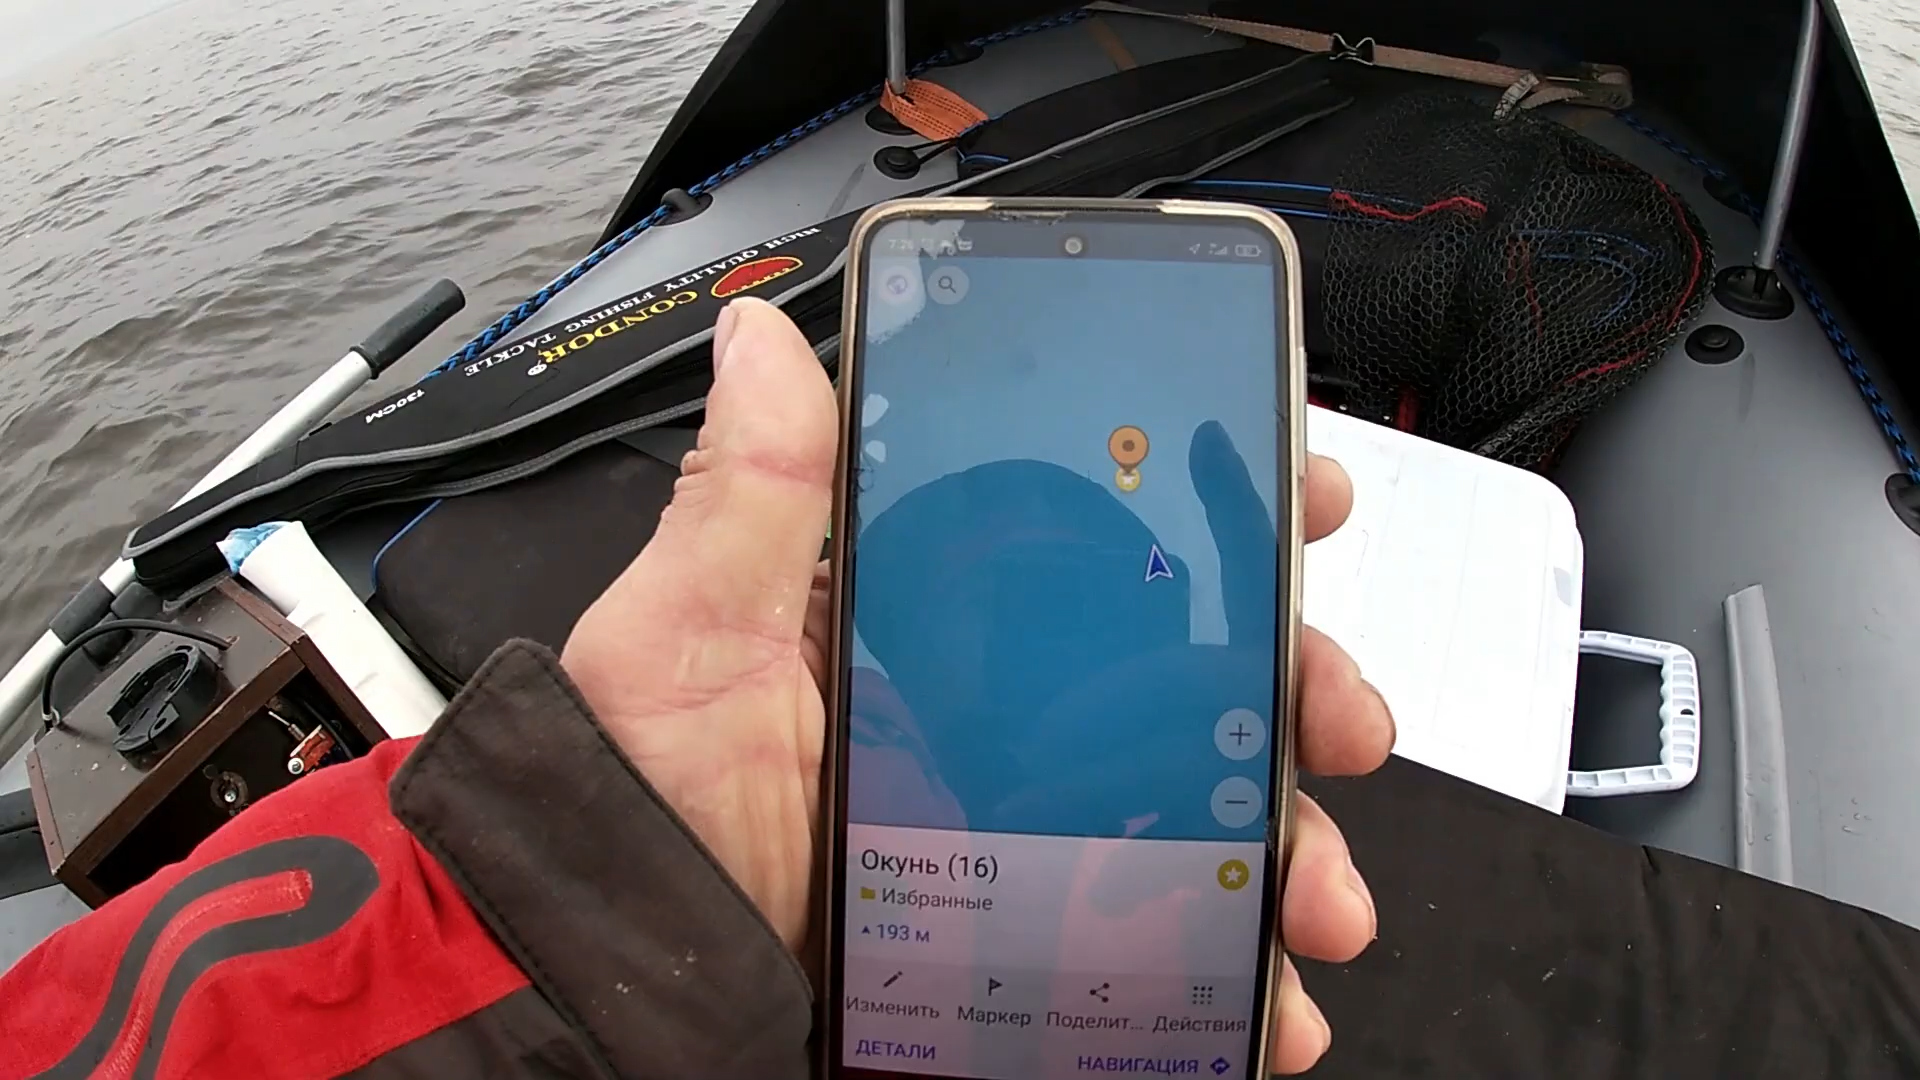 HIGH QUALITY FISHING TACKLE
CONDOR
130CM
Окунь (16)
Избранные
193 м
Изменить
Маркер
Поделит...
Действия
ДЕТАЛИ
НАВИГАЦИЯ